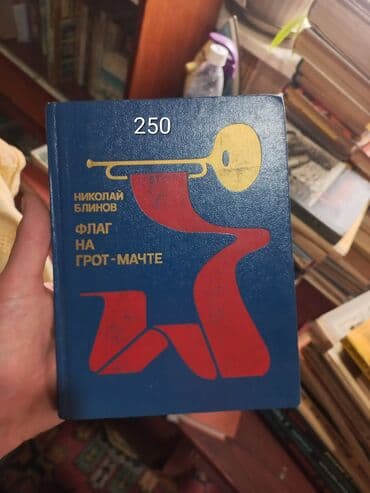 250
НИКОЛАЙ
БЛИНОВ
ФЛАГ
НА
ГРОТ-МАЧТЕ